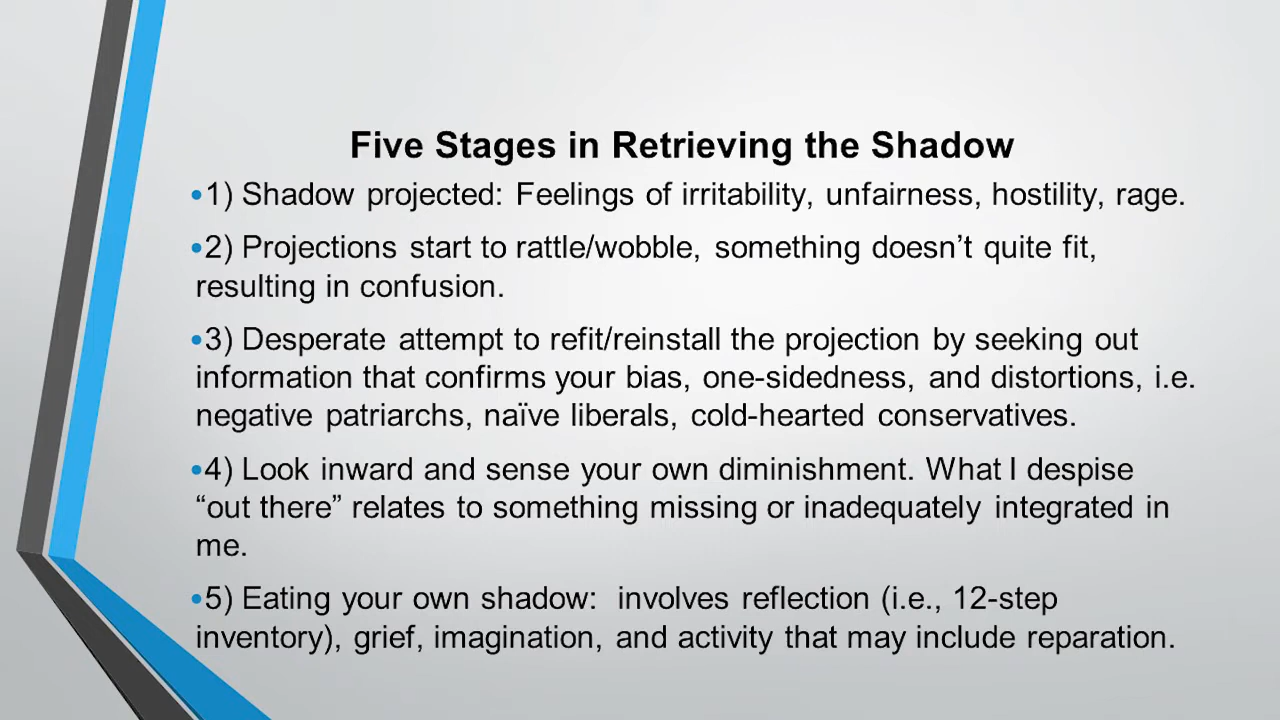 Five Stages in Retrieving the Shadow
•1) Shadow projected: Feelings of irritability, unfairness, hostility, rage.
•2) Projections start to rattle/wobble, something doesn’t quite fit,
resulting in confusion.
•3) Desperate attempt to refit/reinstall the projection by seeking out
information that confirms your bias, one-sidedness, and distortions, i.e.
negative patriarchs, naïve liberals, cold-hearted conservatives.
•4) Look inward and sense your own diminishment. What I despise
“out there” relates to something missing or inadequately integrated in
me.
•5) Eating your own shadow: involves reflection (i.e., 12-step
inventory), grief, imagination, and activity that may include reparation.